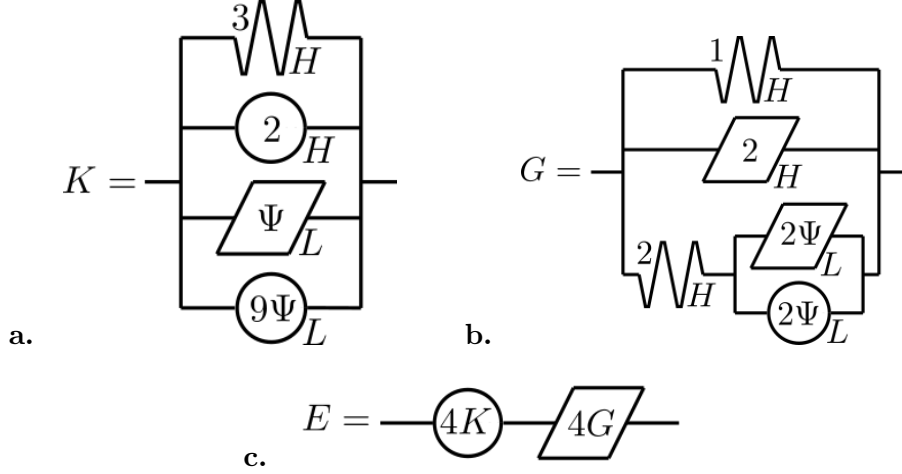 3
H
K = 2 H
Ψ L
9Ψ L
a.
1
H
G = 2 H
2 H 2Ψ L
2Ψ L
b.
E = 4K 4G
c.